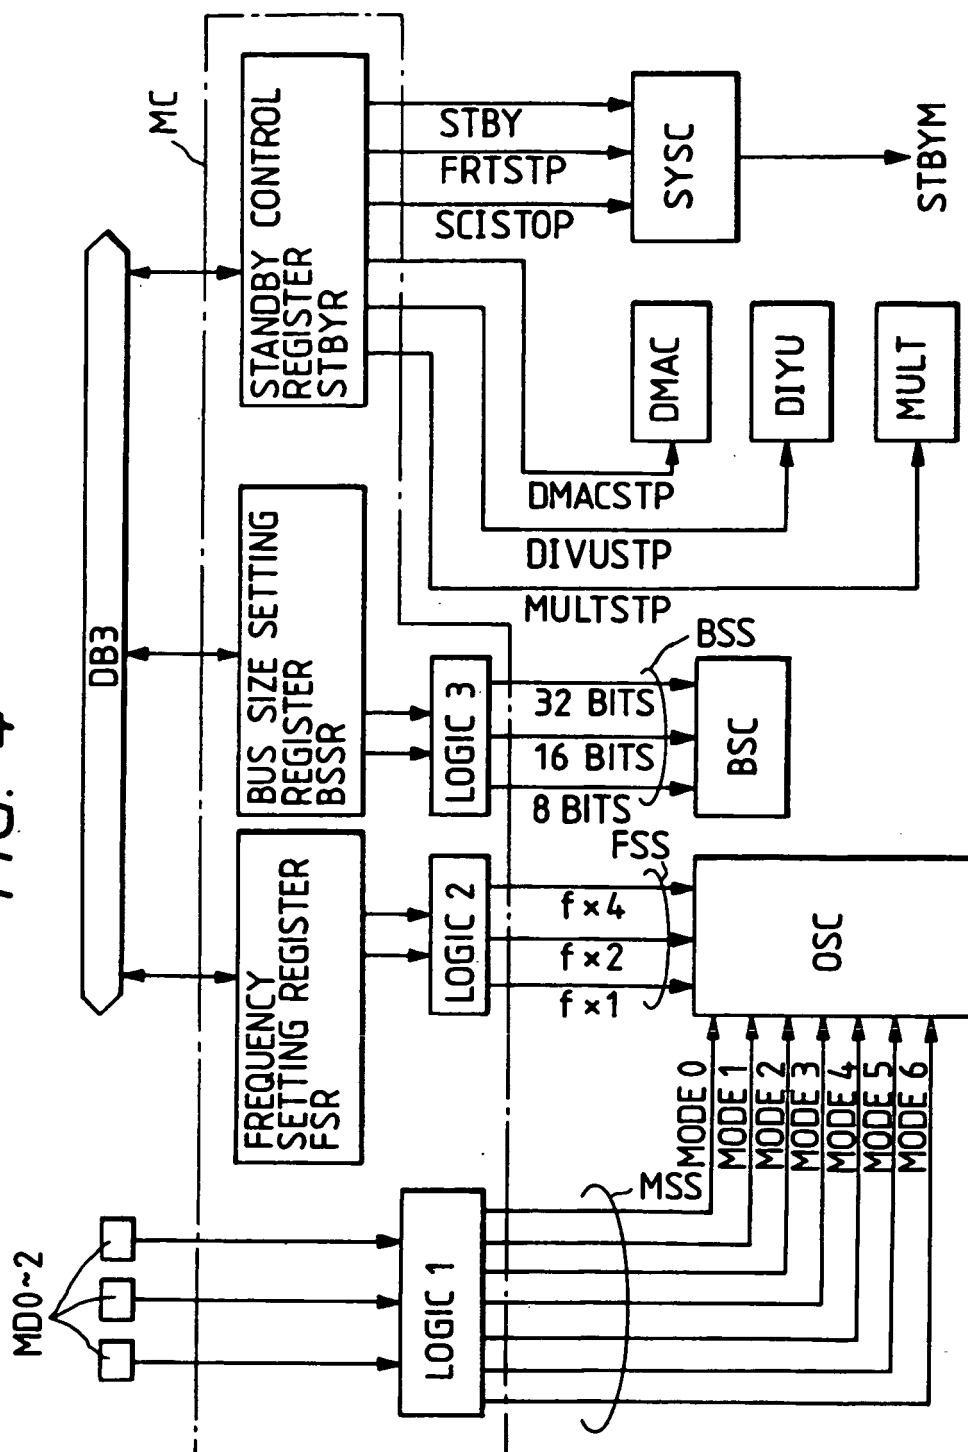 FIG. 4
MD0~2
DB3
MC
FREQUENCY
SETTING REGISTER
FSR
BUS SIZE SETTING
REGISTER
BSSR
STANDBY CONTROL
REGISTER
STBYR
LOGIC 1
LOGIC 2
LOGIC 3
MSS
MODE 0
MODE 1
MODE 2
MODE 3
MODE 4
MODE 5
MODE 6
f×1
f×2
f×4
FSS
OSC
8 BITS
16 BITS
32 BITS
BSS
BSC
MULTSTP
DIVUSTP
DMACSTP
SCISTOP
FRTSTP
STBY
DMAC
DIYU
MULT
SYSC
STBYM